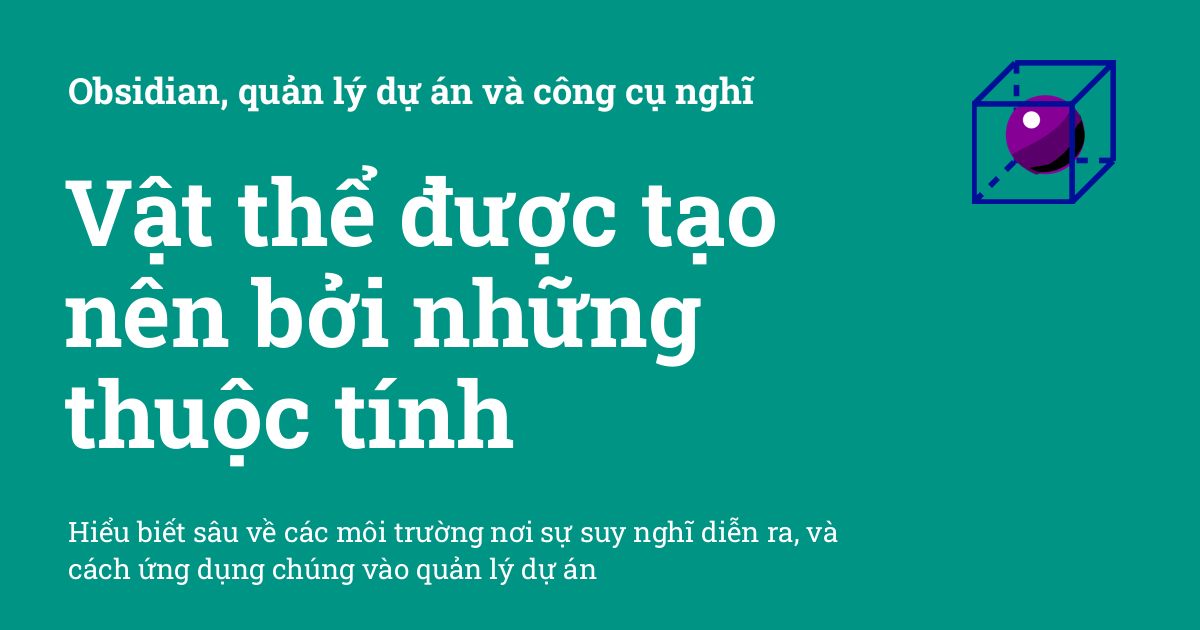 Obsidian, quản lý dự án và công cụ nghĩ
Vật thể được tạo
nên bởi những
thuộc tính
Hiểu biết sâu về các môi trường nơi sự suy nghĩ diễn ra, và
cách ứng dụng chúng vào quản lý dự án